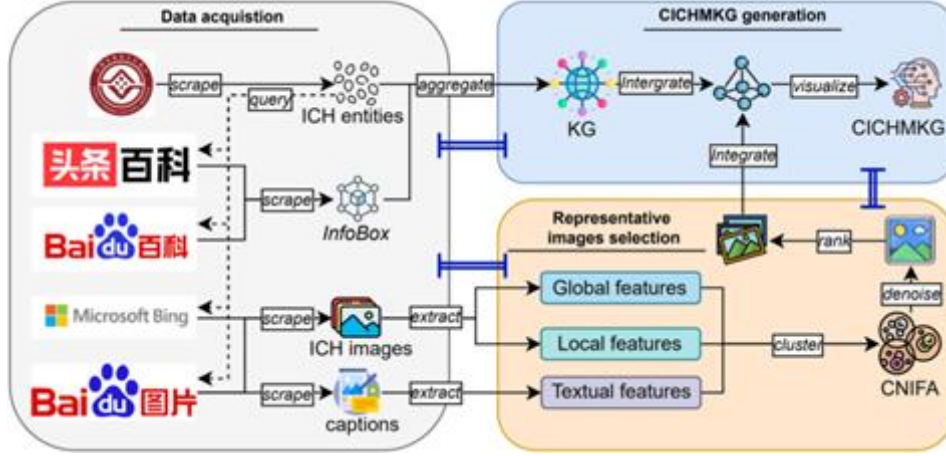 Data acquistion
scrape
query
ICH entities
aggregate
头条百科
Baidu百科
scrape
InfoBox
Microsoft Bing
scrape
ICH images
extract
Baidu图片
scrape
captions
extract
CICHMKG generation
KG
Intergrate
visualize
CICHMKG
Integrate
Representative
images selection
rank
Global features
denoise
Local features
cluster
CNIFA
Textual features